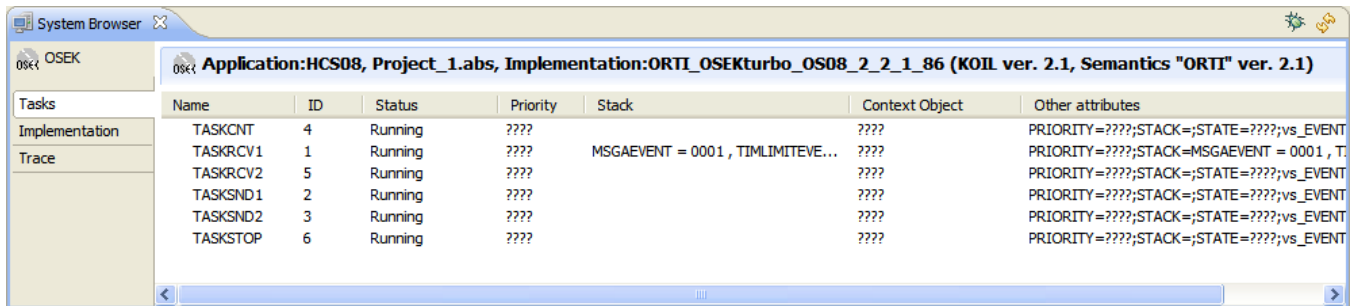 System Browser
OSEK
OSEK Application:HCS08, Project_1.abs, Implementation:ORTI_OSEKturbo_OS08_2_2_1_86 (KOIL ver. 2.1, Semantics "ORTI" ver. 2.1)
Tasks
Implementation
Trace
Name ID Status Priority Stack Context Object Other attributes
TASKCNT 4 Running ???? ???? PRIORITY=????;STACK=;STATE=????;vs_EVENT
TASKRCV1 1 Running ???? MSGAEVENT = 0001 , TIMLIMITEVE... ???? PRIORITY=????;STACK=MSGAEVENT = 0001 , T
TASKRCV2 5 Running ???? ???? PRIORITY=????;STACK=;STATE=????;vs_EVENT
TASKSND1 2 Running ???? ???? PRIORITY=????;STACK=;STATE=????;vs_EVENT
TASKSND2 3 Running ???? ???? PRIORITY=????;STACK=;STATE=????;vs_EVENT
TASKSTOP 6 Running ???? ???? PRIORITY=????;STACK=;STATE=????;vs_EVENT